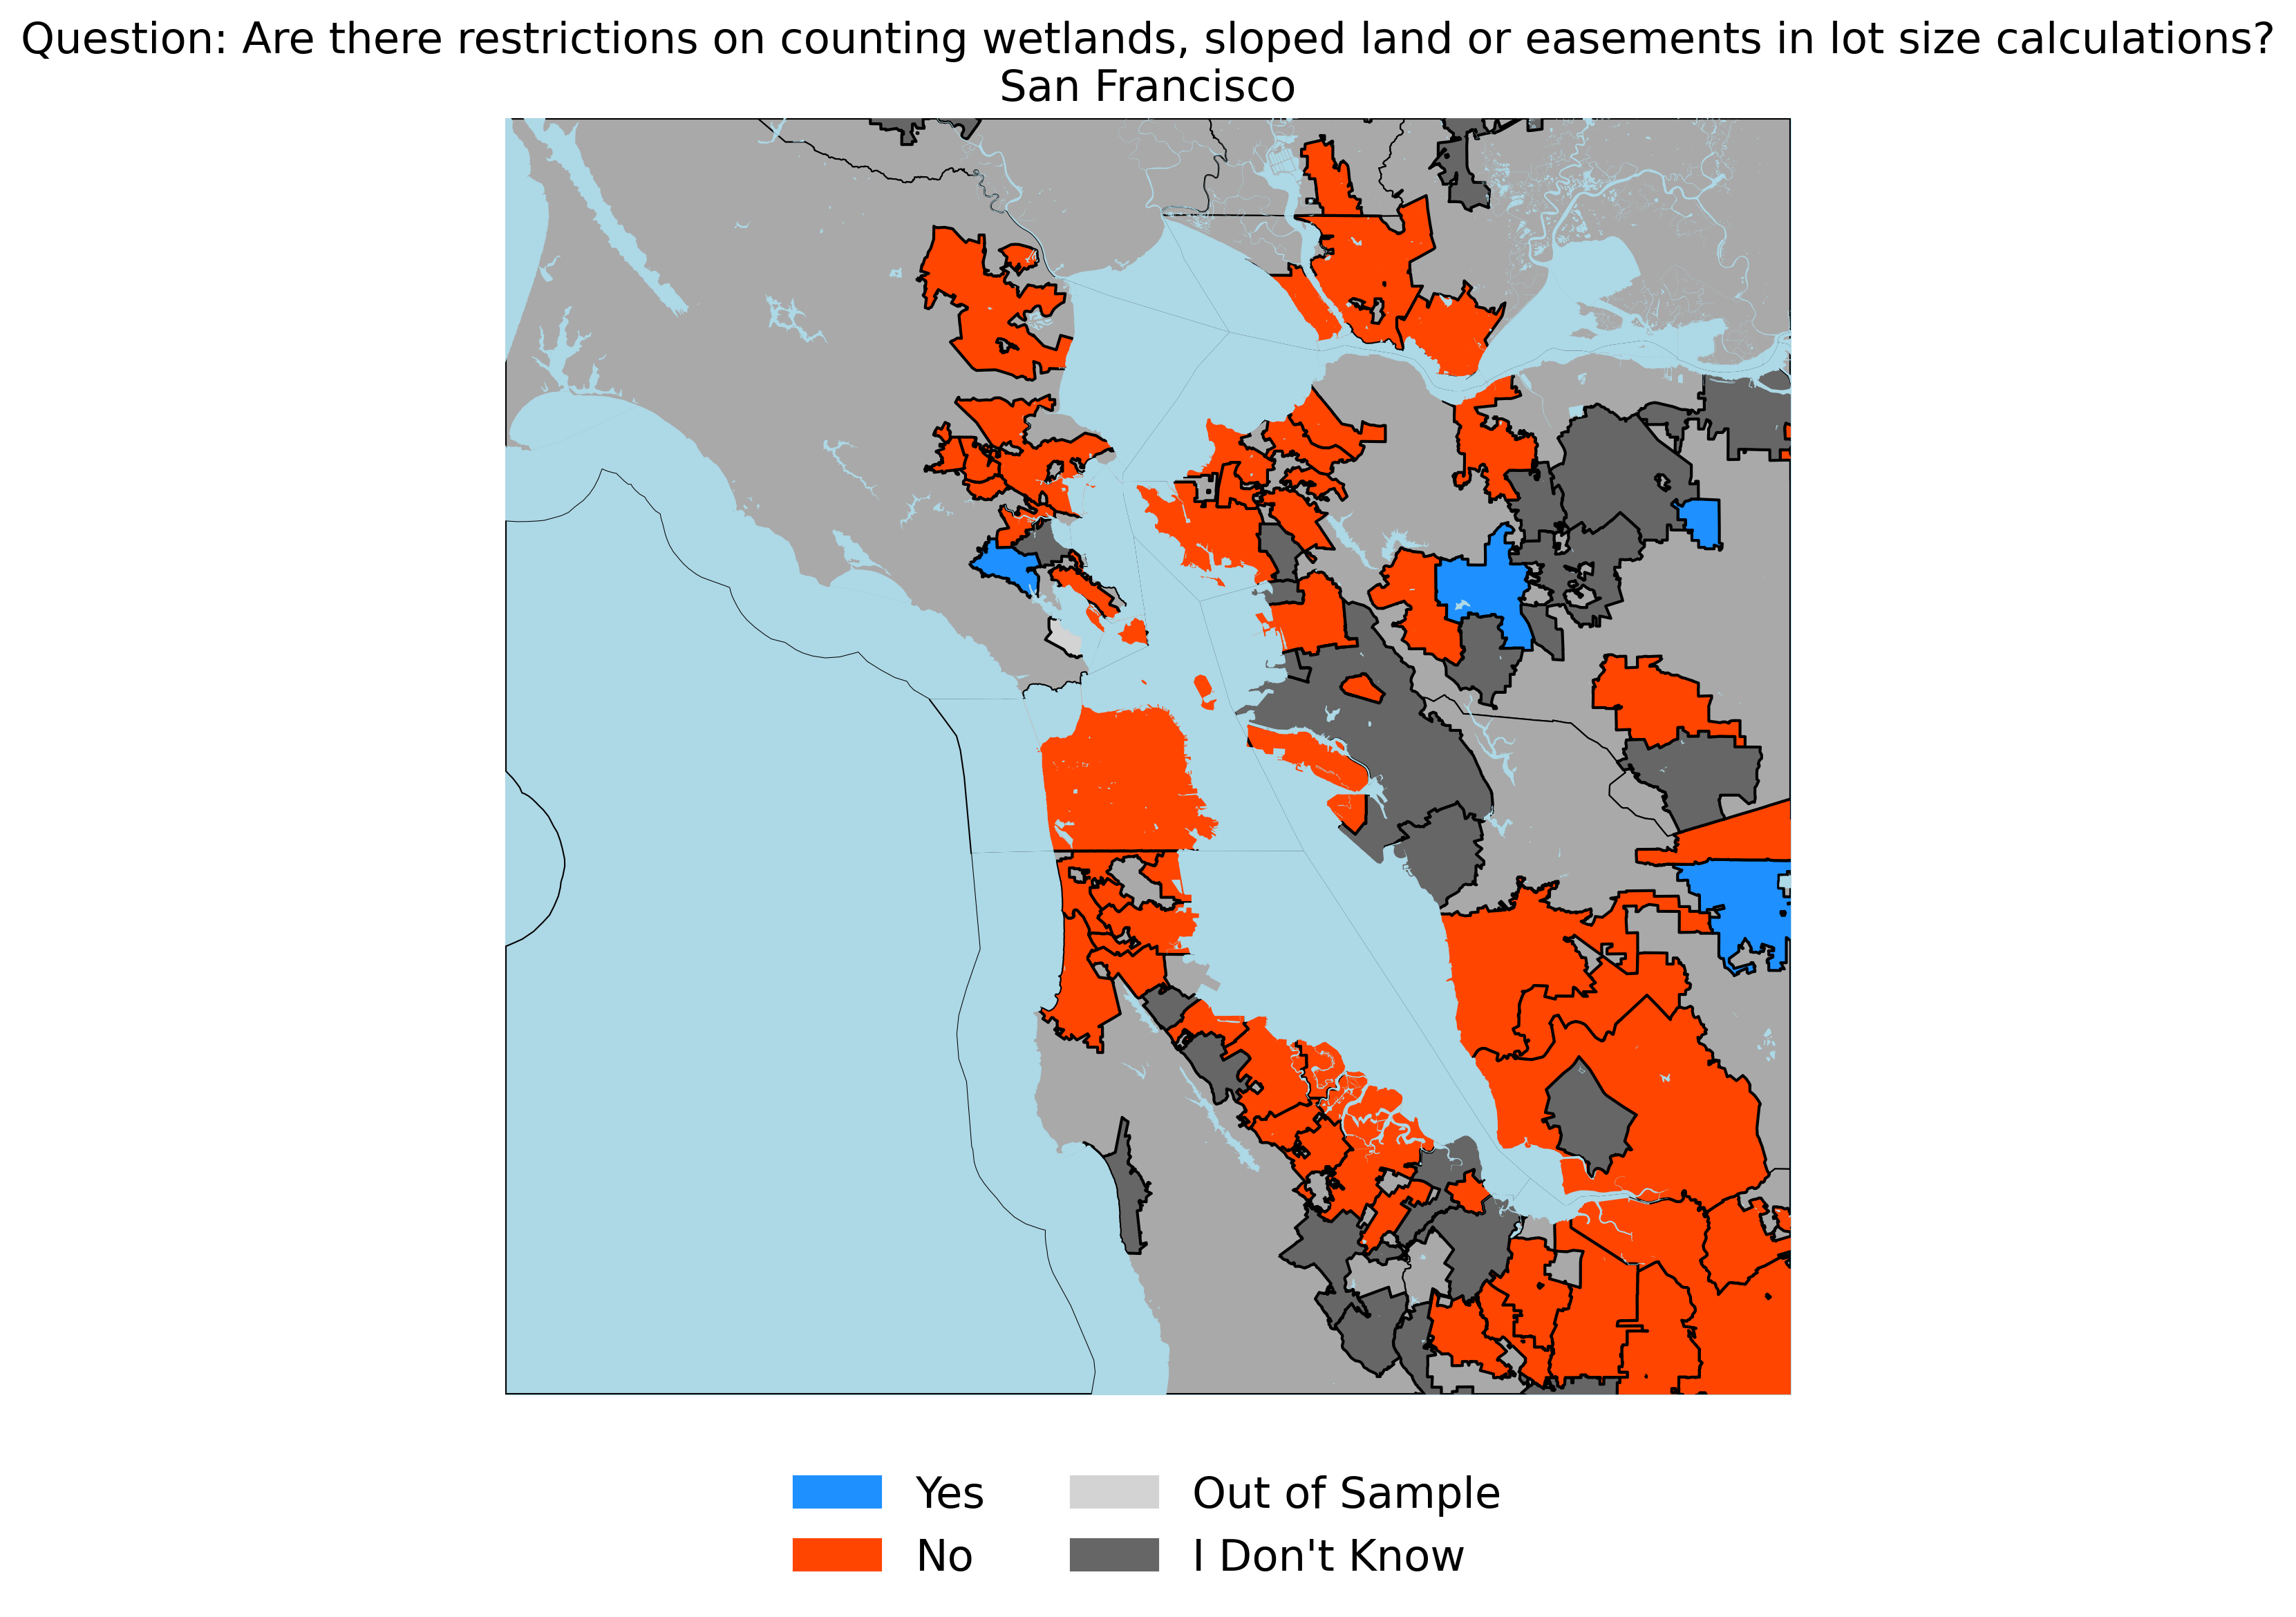 Question: Are there restrictions on counting wetlands, sloped land or easements in lot size calculations?
San Francisco
Yes
No
Out of Sample
I Don't Know